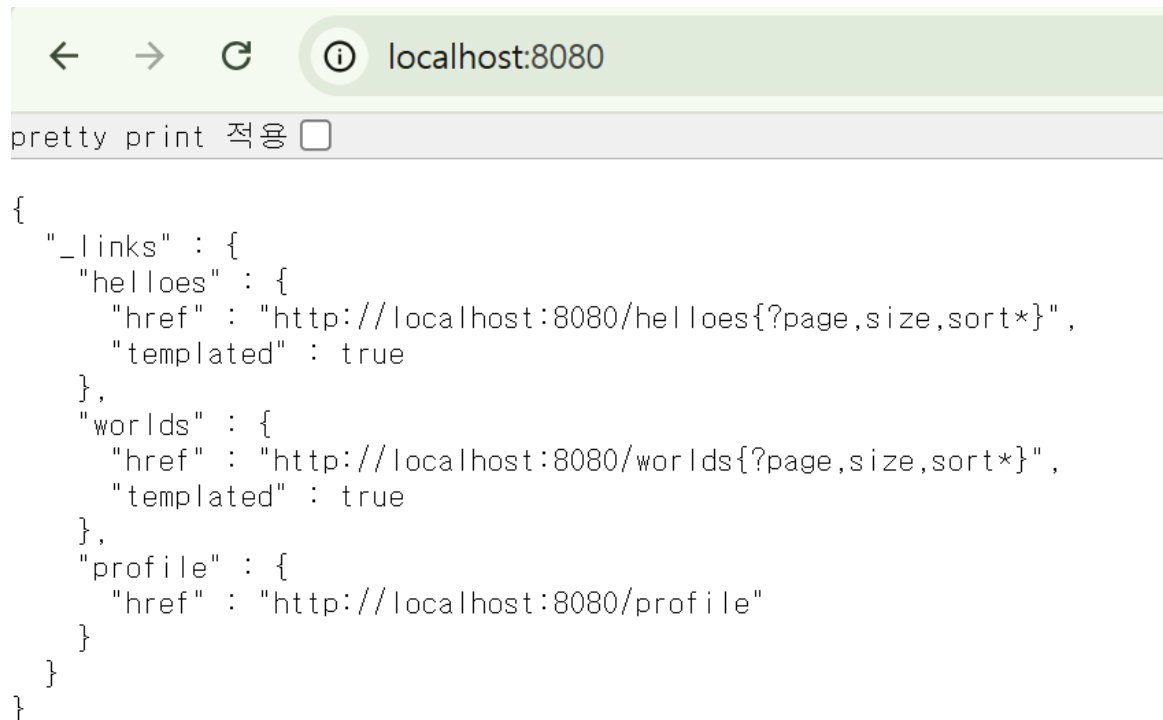 localhost:8080
pretty print 적용
{
  "_links" : {
    "helloes" : {
      "href" : "http://localhost:8080/helloes{?page,size,sort*}",
      "templated" : true
    },
    "worlds" : {
      "href" : "http://localhost:8080/worlds{?page,size,sort*}",
      "templated" : true
    },
    "profile" : {
      "href" : "http://localhost:8080/profile"
    }
  }
}